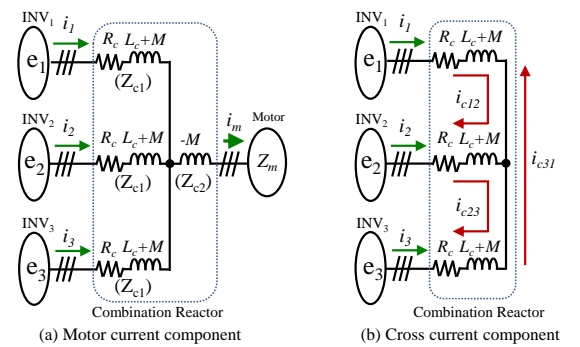 INV1
i1
Rc Lc+M
e1
(Zc1)
INV2
i2
Rc Lc+M
-M
im
Motor
e2
(Zc1)
(Zc2)
Zm
INV3
i3
Rc Lc+M
e3
(Zc1)
Combination Reactor
(a) Motor current component
INV1
i1
Rc Lc+M
e1
ic12
INV2
i2
Rc Lc+M
e2
ic31
ic23
INV3
i3
Rc Lc+M
e3
Combination Reactor
(b) Cross current component